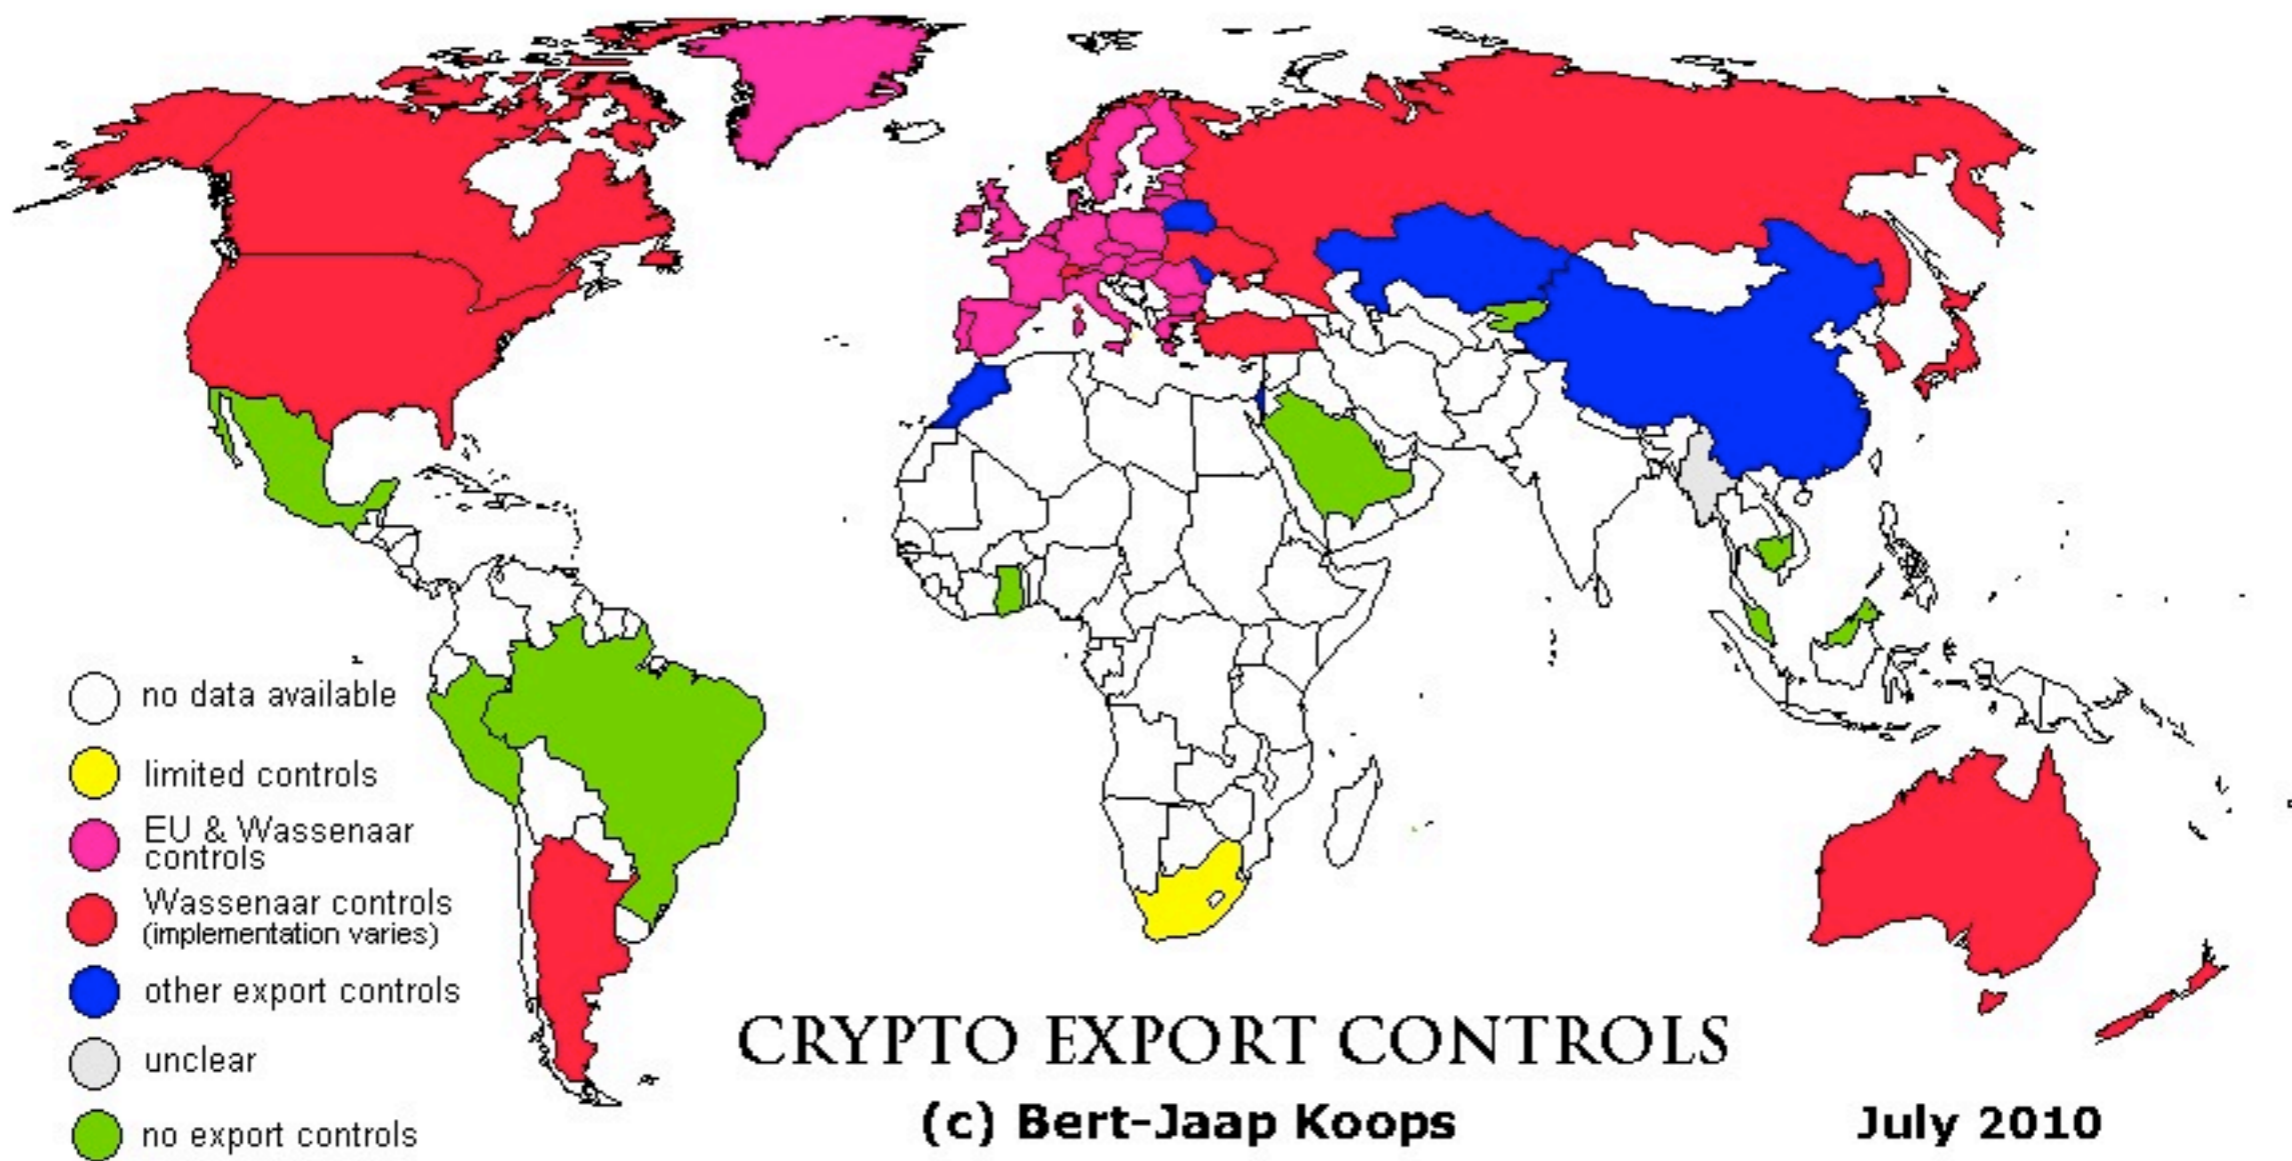 no data available
limited controls
EU & Wassenaar
controls
Wassenaar controls
(implementation varies)
other export controls
unclear
no export controls
CRYPTO EXPORT CONTROLS
(c) Bert-Jaap Koops
July 2010